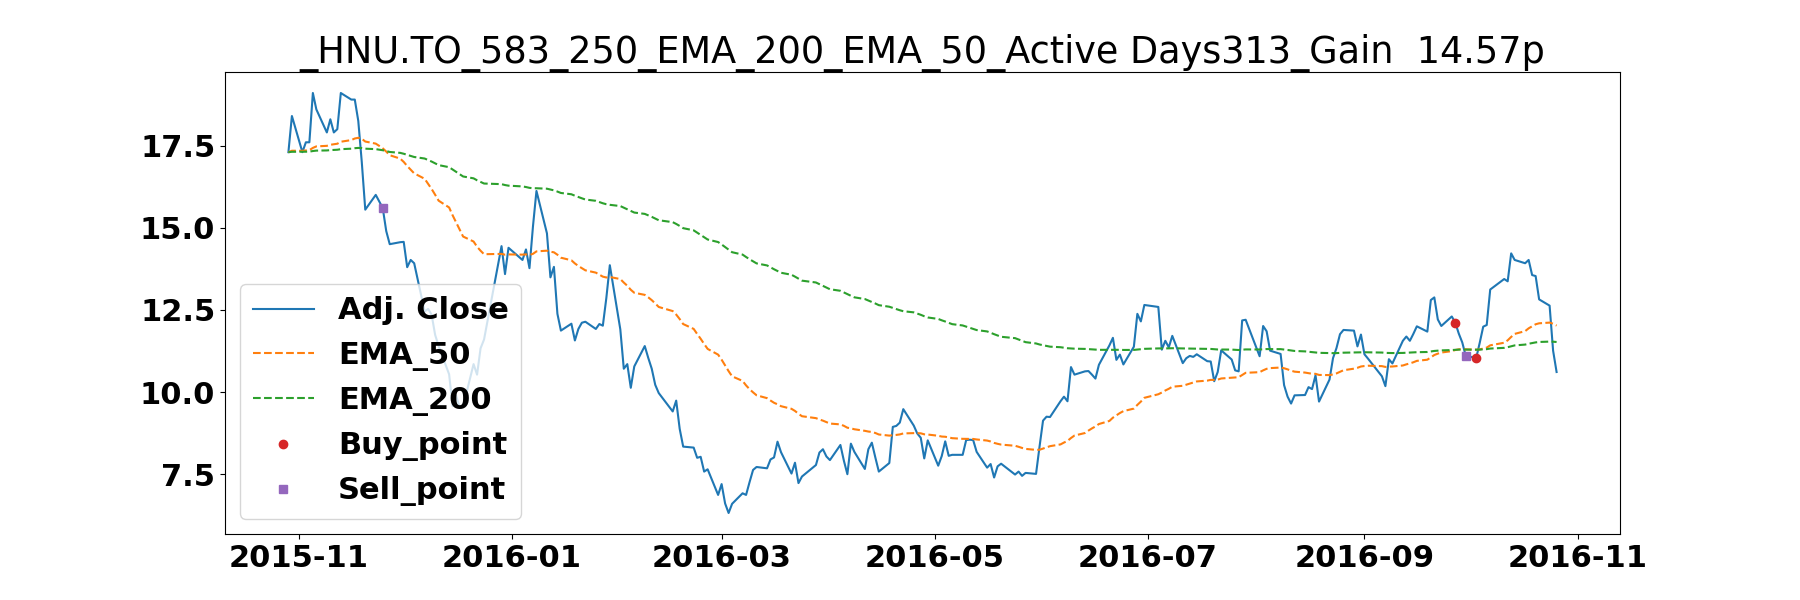 _HNU.TO_583_250_EMA_200_EMA_50_Active Days313_Gain  14.57p
17.5
15.0
12.5
10.0
7.5
Adj. Close
EMA_50
EMA_200
Buy_point
Sell_point
2015-11 2016-01 2016-03 2016-05 2016-07 2016-09 2016-11